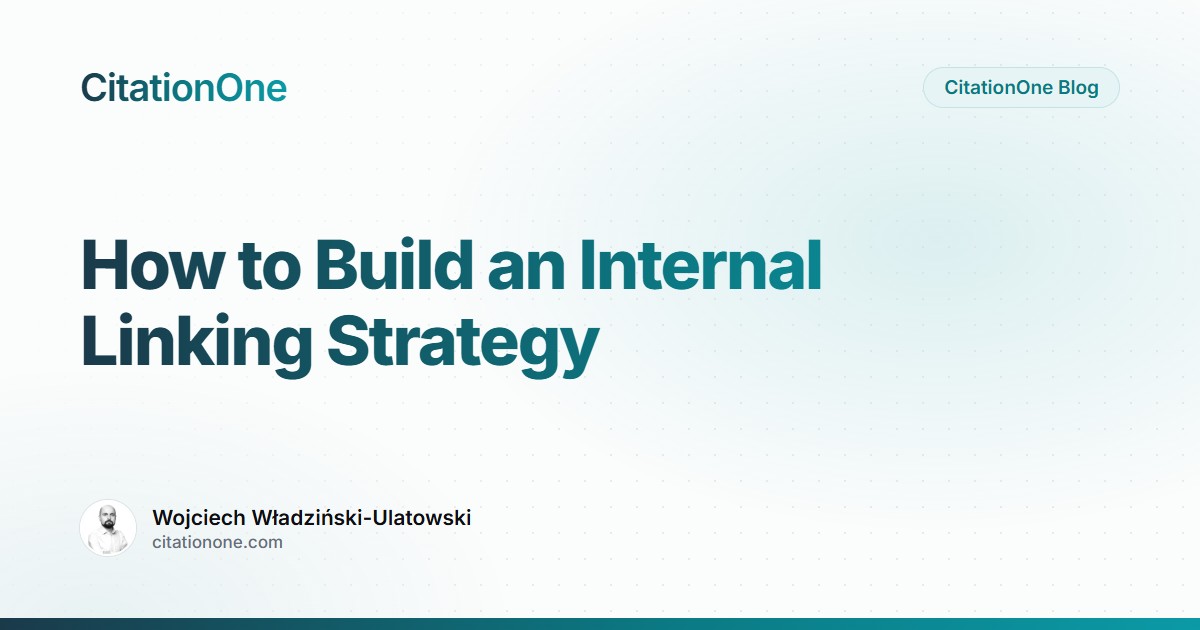 CitationOne
CitationOne Blog
How to Build an Internal
Linking Strategy
Wojciech Władziński-Ulatowski
citationone.com